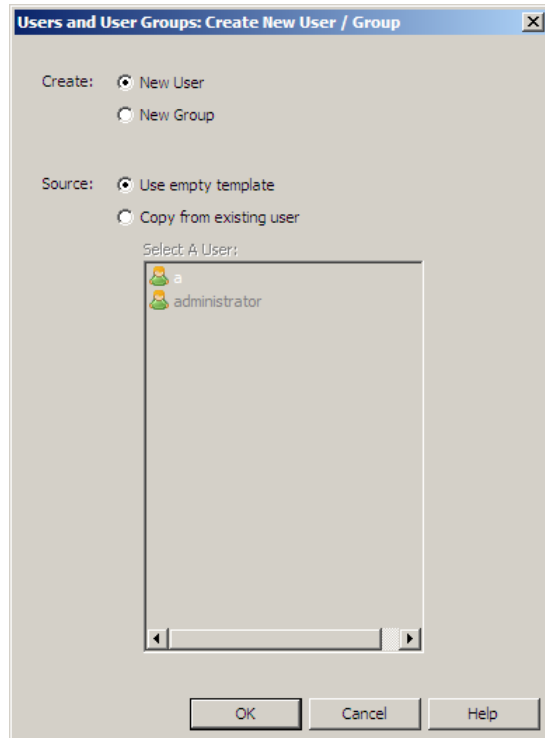 Users and User Groups: Create New User / Group
Create: New User
New Group
Source: Use empty template
Copy from existing user
Select A User:
a
administrator
OK Cancel Help